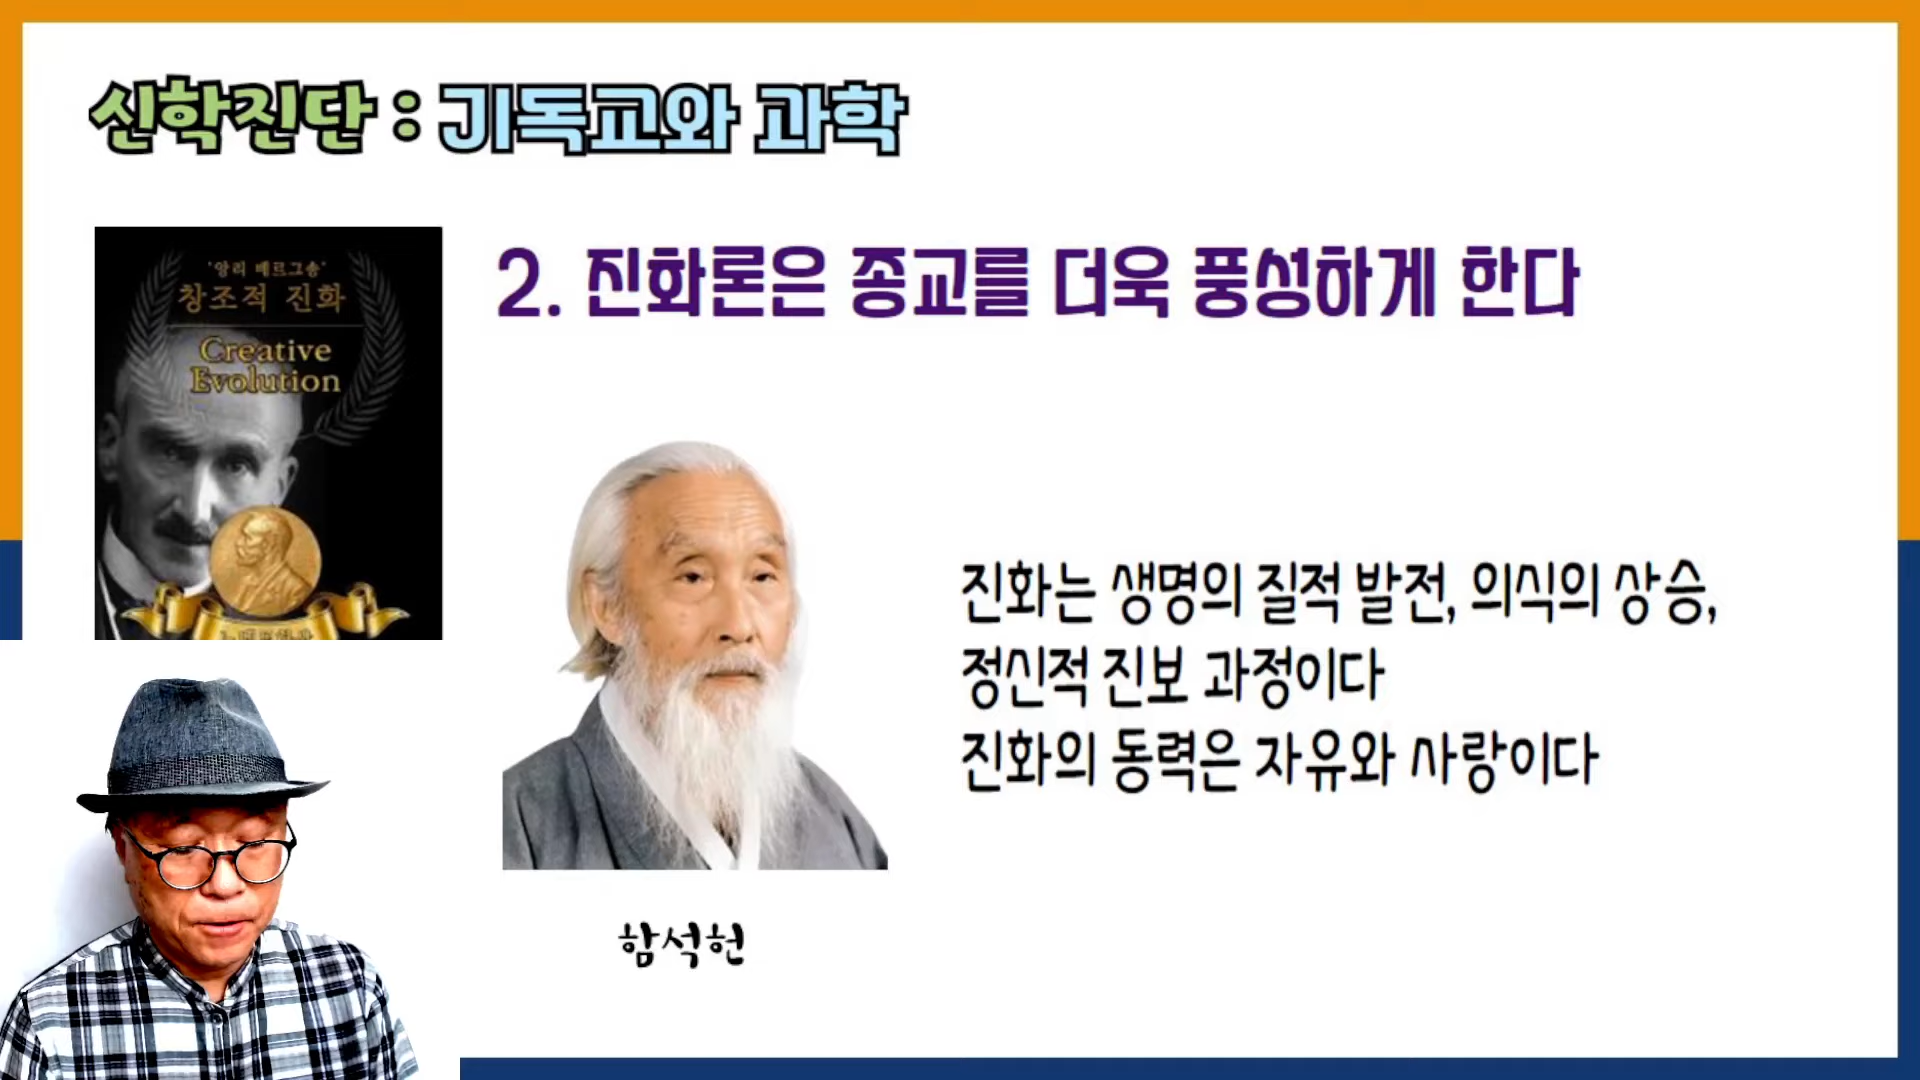 신학진단 : 기독교와 과학
'앙리 베르그송'
창조적 진화
Creative
Evolution
2. 진화론은 종교를 더욱 풍성하게 한다
진화는 생명의 질적 발전, 의식의 상승,
정신적 진보 과정이다
진화의 동력은 자유와 사랑이다
함석헌